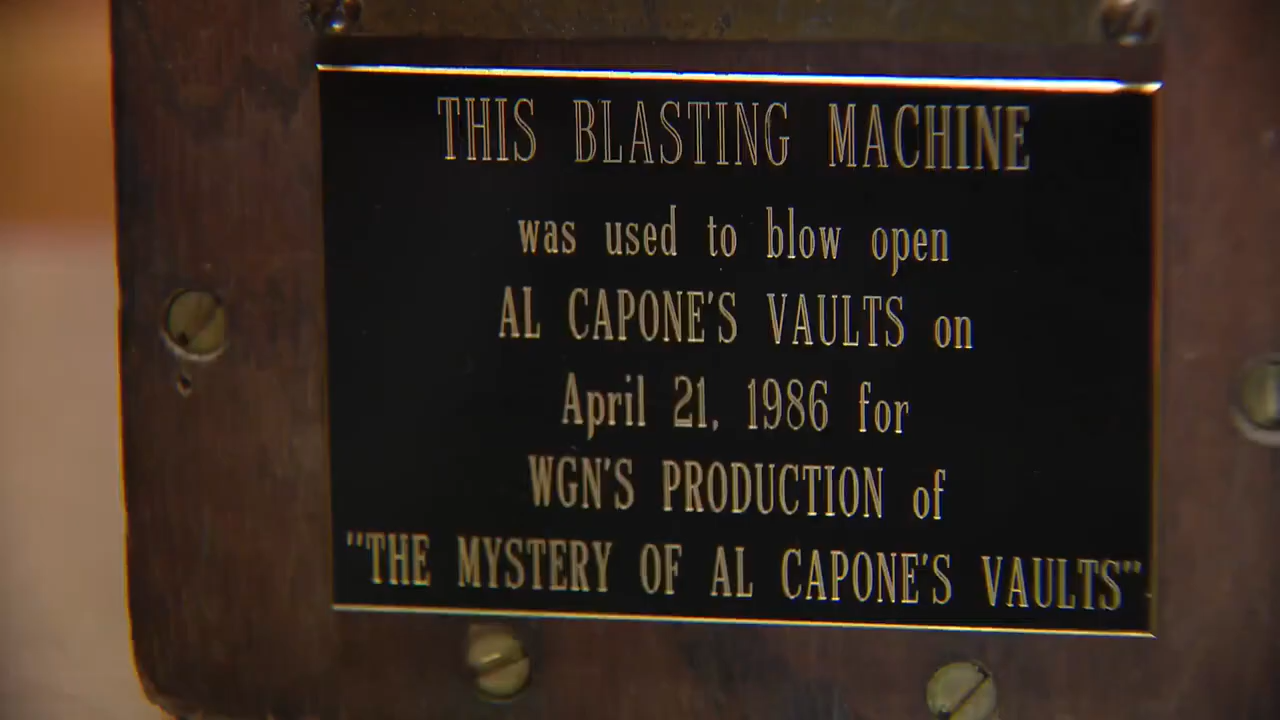 THIS BLASTING MACHINE
was used to blow open
AL CAPONE'S VAULTS on
April 21, 1986 for
WGN'S PRODUCTION of
"THE MYSTERY OF AL CAPONE'S VAULTS"